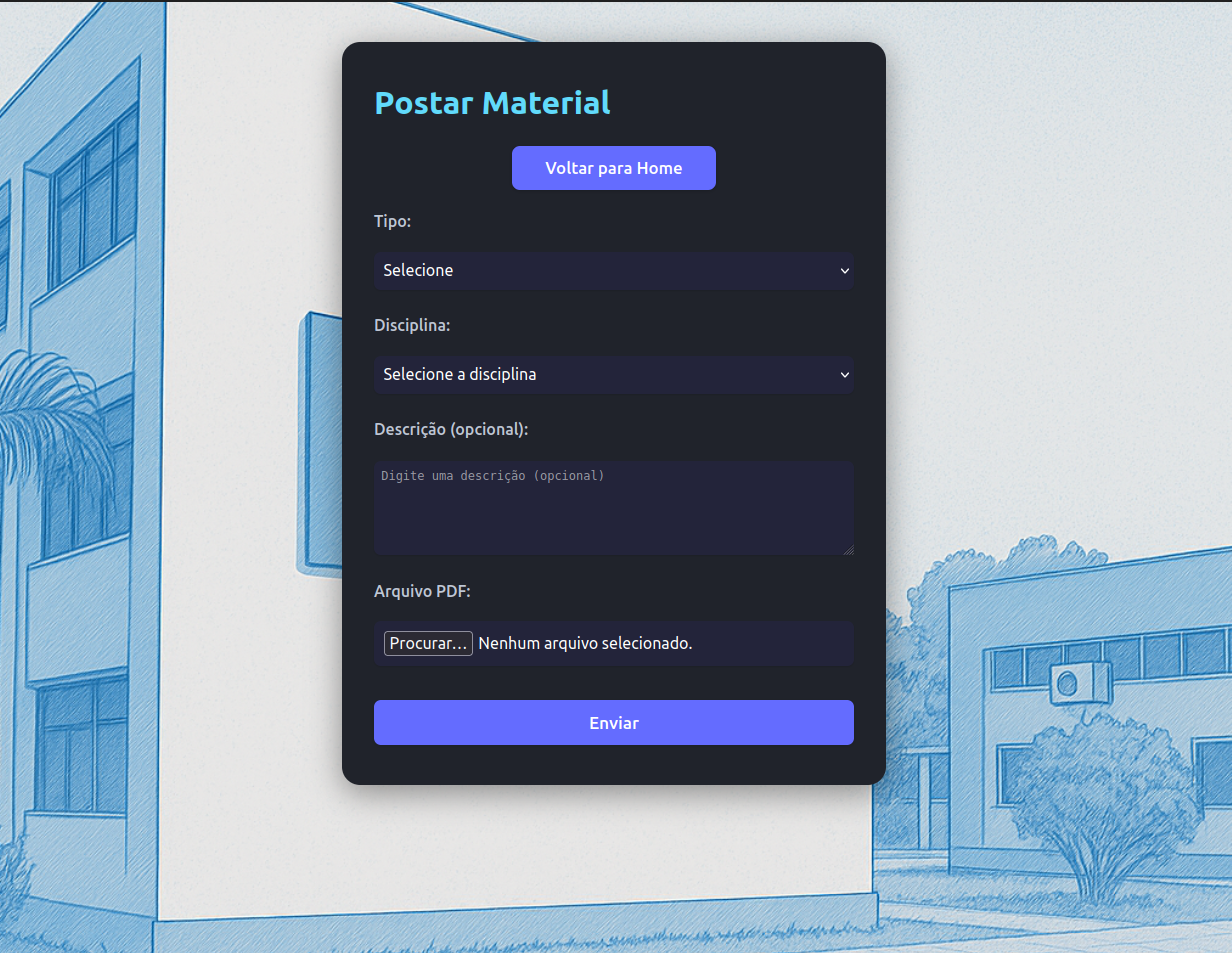 Postar Material
Voltar para Home
Tipo:
Selecione
Disciplina:
Selecione a disciplina
Descrição (opcional):
Digite uma descrição (opcional)
Arquivo PDF:
Procurar... Nenhum arquivo selecionado.
Enviar